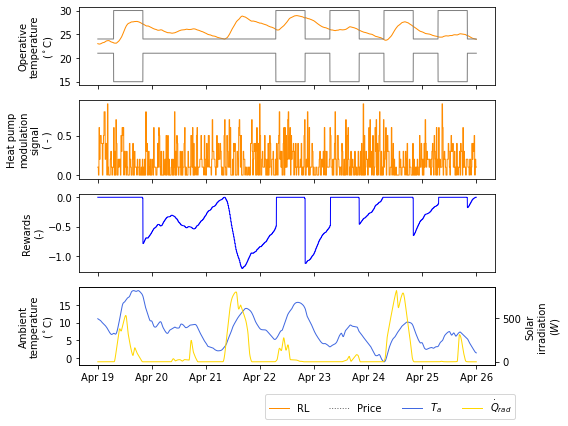 Operative
temperature
(°C)
30
25
20
15
Heat pump
modulation
signal
( - )
0.5
0.0
Rewards
(-)
0.0
−0.5
−1.0
Ambient
temperature
(°C)
15
10
5
0
500
0
Solar
irradiation
(W)
Apr 19 Apr 20 Apr 21 Apr 22 Apr 23 Apr 24 Apr 25 Apr 26
RL Price T_a Q̇_rad